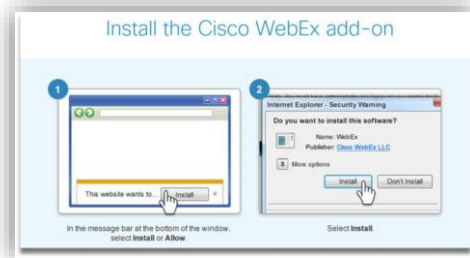 Install the Cisco WebEx add-on
1
This website wants to...
Install
×
In the message bar at the bottom of the window,
select Install or Allow.
2
Internet Explorer - Security Warning
Do you want to install this software?
Name: WebEx
Publisher: Cisco WebEx LLC
More options
Install
Don't Install
Select Install.